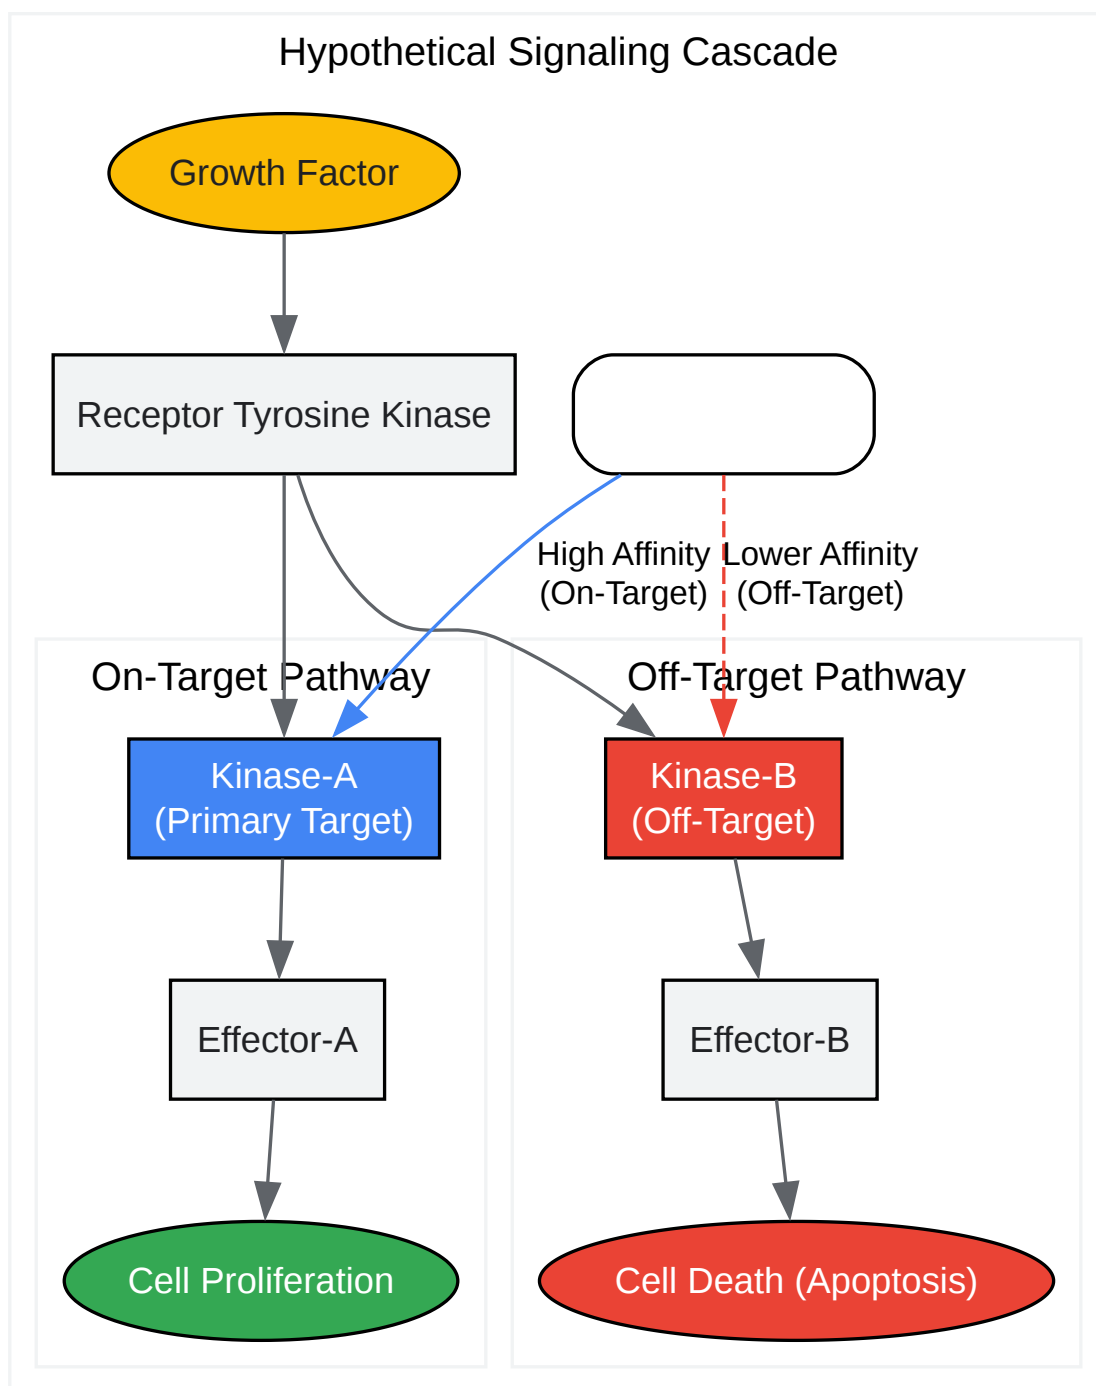 Hypothetical Signaling Cascade
Growth Factor
Receptor Tyrosine Kinase
High Affinity
(On-Target)
Lower Affinity
(Off-Target)
On-Target Pathway
Off-Target Pathway
Kinase-A
(Primary Target)
Kinase-B
(Off-Target)
Effector-A
Effector-B
Cell Proliferation
Cell Death (Apoptosis)